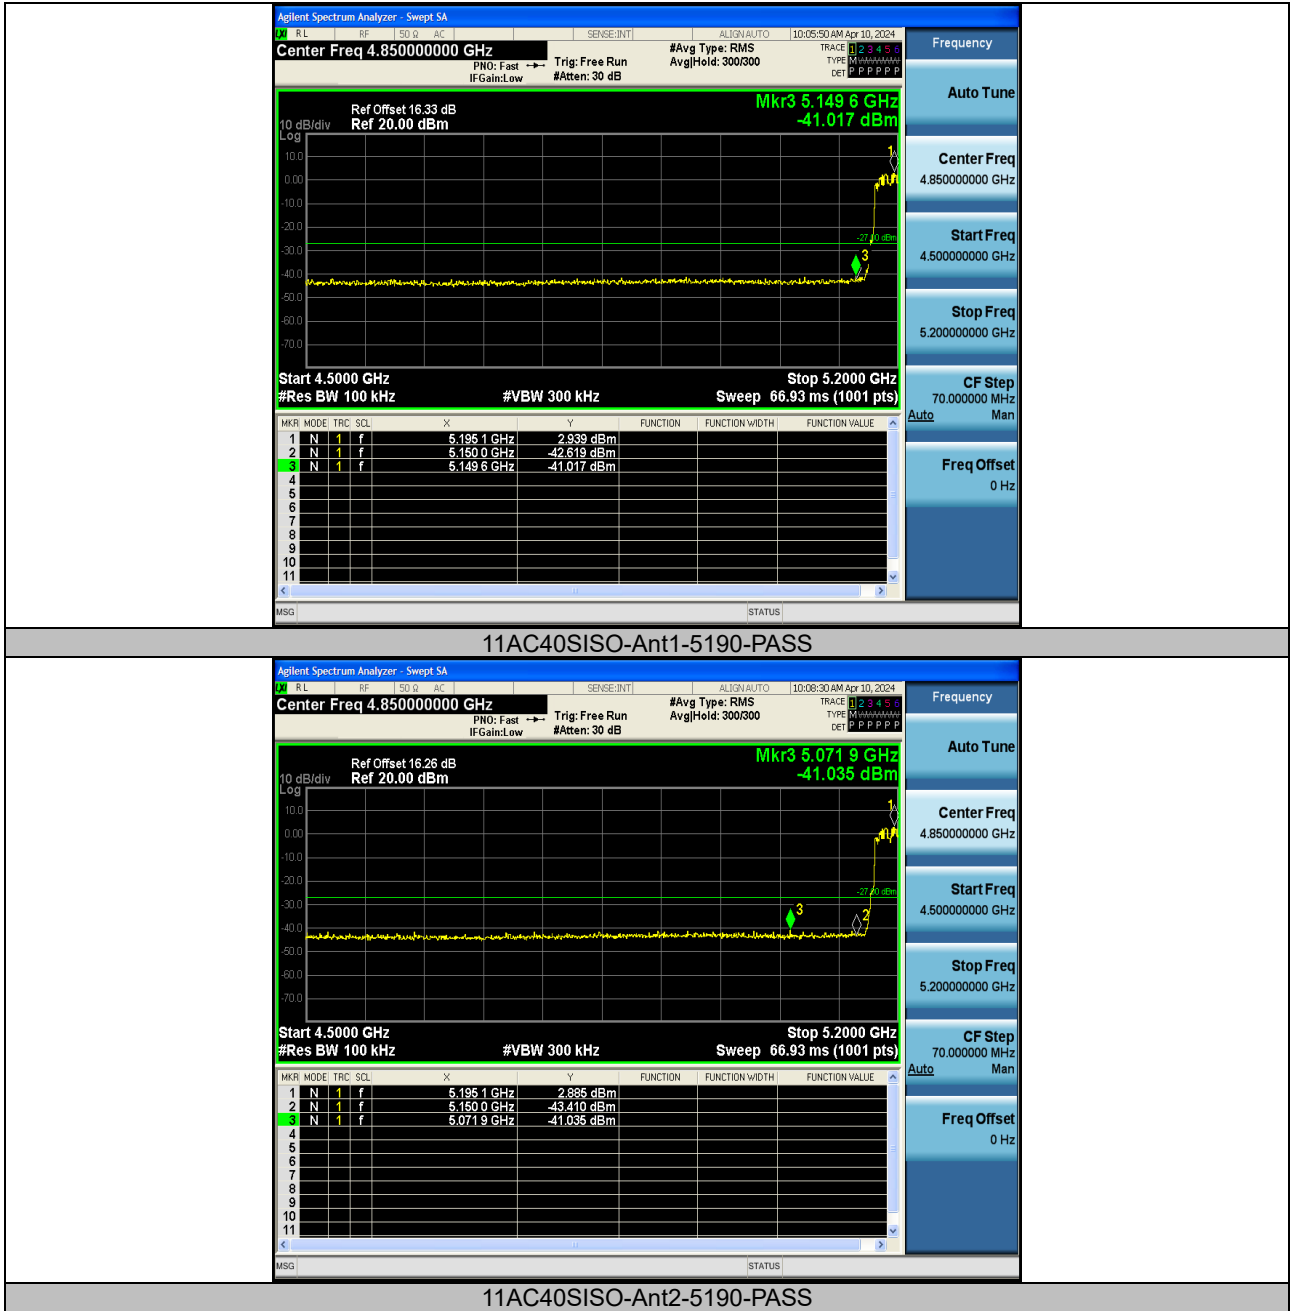 Agilent Spectrum Analyzer - Swept SA
LXI RL RF 50 Ω AC SENSE:INT ALIGN AUTO 10:05:50 AM Apr 10, 2024
Center Freq 4.850000000 GHz
PNO: Fast
IFGain:Low
Trig: Free Run
#Atten: 30 dB
#Avg Type: RMS
Avg|Hold: 300/300
TRACE 1 2 3 4 5 6
TYPE M
DET P P P P P P
Mkr3 5.149 6 GHz
-41.017 dBm
Ref Offset 16.33 dB
10 dB/div Ref 20.00 dBm
Log
10.0
0.00
-10.0
-20.0
-30.0
-40.0
-50.0
-60.0
-70.0
1
-27.00 dBm
3
Start 4.5000 GHz Stop 5.2000 GHz
#Res BW 100 kHz #VBW 300 kHz Sweep 66.93 ms (1001 pts)
MKR MODE TRC SCL X Y FUNCTION FUNCTION WIDTH FUNCTION VALUE
1 N 1 f 5.195 1 GHz 2.939 dBm
2 N 1 f 5.150 0 GHz -42.619 dBm
3 N 1 f 5.149 6 GHz -41.017 dBm
4
5
6
7
8
9
10
11
MSG STATUS
Frequency
Auto Tune
Center Freq
4.850000000 GHz
Start Freq
4.500000000 GHz
Stop Freq
5.200000000 GHz
CF Step
70.000000 MHz
Auto Man
Freq Offset
0 Hz
11AC40SISO-Ant1-5190-PASS
Agilent Spectrum Analyzer - Swept SA
LXI RL RF 50 Ω AC SENSE:INT ALIGN AUTO 10:08:30 AM Apr 10, 2024
Center Freq 4.850000000 GHz
PNO: Fast
IFGain:Low
Trig: Free Run
#Atten: 30 dB
#Avg Type: RMS
Avg|Hold: 300/300
TRACE 1 2 3 4 5 6
TYPE M
DET P P P P P P
Mkr3 5.071 9 GHz
-41.035 dBm
Ref Offset 16.26 dB
10 dB/div Ref 20.00 dBm
Log
10.0
0.00
-10.0
-20.0
-30.0
-40.0
-50.0
-60.0
-70.0
1
-27.00 dBm
3
2
Start 4.5000 GHz Stop 5.2000 GHz
#Res BW 100 kHz #VBW 300 kHz Sweep 66.93 ms (1001 pts)
MKR MODE TRC SCL X Y FUNCTION FUNCTION WIDTH FUNCTION VALUE
1 N 1 f 5.195 1 GHz 2.885 dBm
2 N 1 f 5.150 0 GHz -43.410 dBm
3 N 1 f 5.071 9 GHz -41.035 dBm
4
5
6
7
8
9
10
11
MSG STATUS
Frequency
Auto Tune
Center Freq
4.850000000 GHz
Start Freq
4.500000000 GHz
Stop Freq
5.200000000 GHz
CF Step
70.000000 MHz
Auto Man
Freq Offset
0 Hz
11AC40SISO-Ant2-5190-PASS